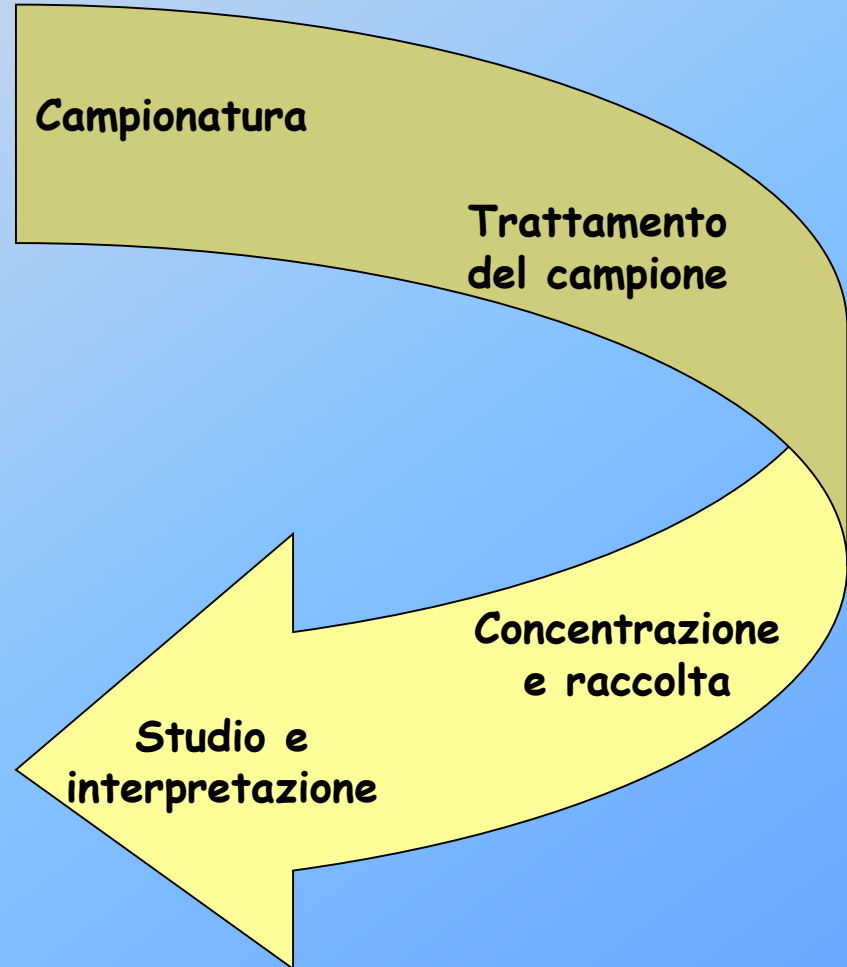 Campionatura
Trattamento
del campione
Concentrazione
e raccolta
Studio e
interpretazione